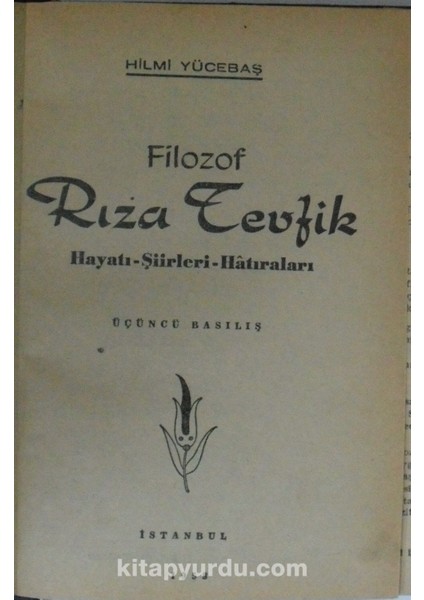 HİLMİ YÜCEBAŞ
Filozof
Rıza Tevfik
Hayatı-Şiirleri-Hâtıraları
ÜÇÜNCÜ BASILIŞ
İSTANBUL
kitapyurdu.com